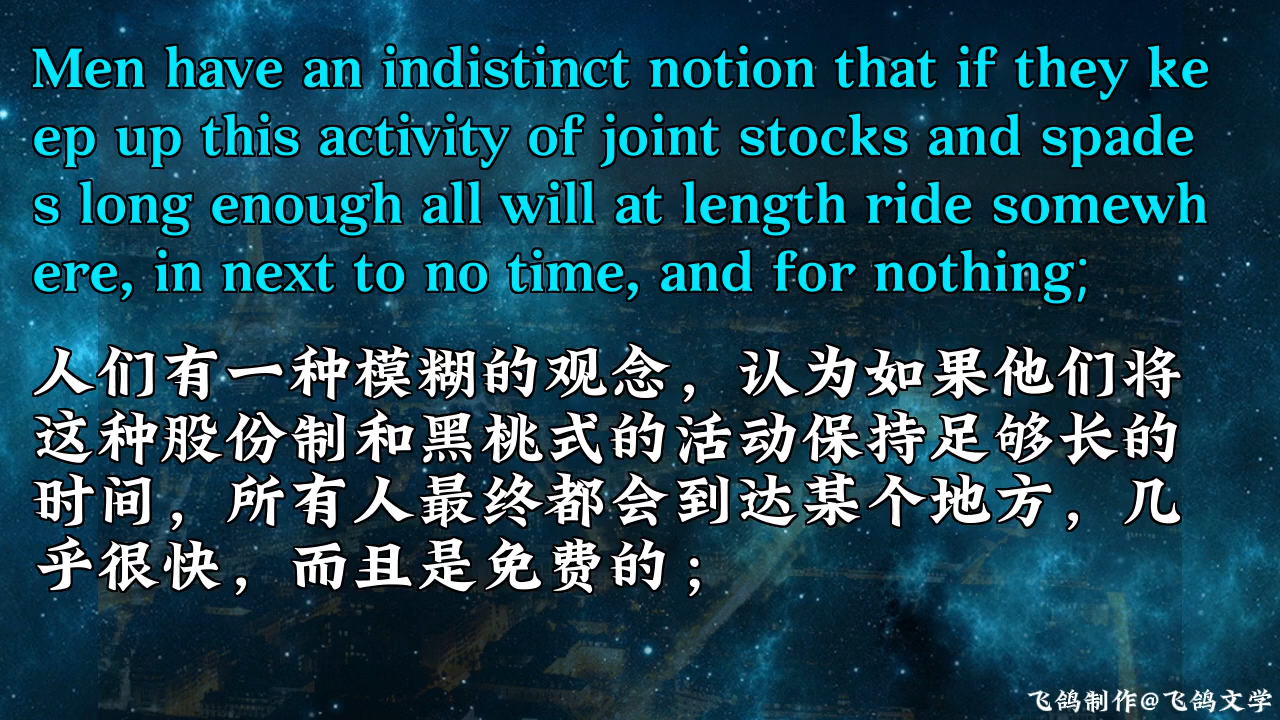 Men have an indistinct notion that if they ke
ep up this activity of joint stocks and spade
s long enough all will at length ride somewh
ere, in next to no time, and for nothing;
人们有一种模糊的观念，认为如果他们将
这种股份制和黑桃式的活动保持足够长的
时间，所有人最终都会到达某个地方，几
乎很快，而且是免费的；
飞鸽制作@飞鸽文学